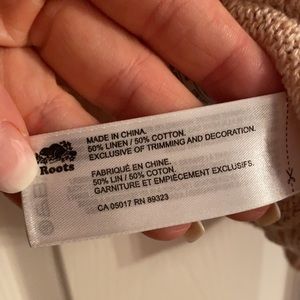 Roots
MADE IN CHINA.
50% LINEN / 50% COTTON.
EXCLUSIVE OF TRIMMING AND DECORATION.
FABRIQUÉ EN CHINE.
50% LIN / 50% COTON.
GARNITURE ET EMPIÈCEMENT EXCLUSIFS.
CA 05017 RN 89323